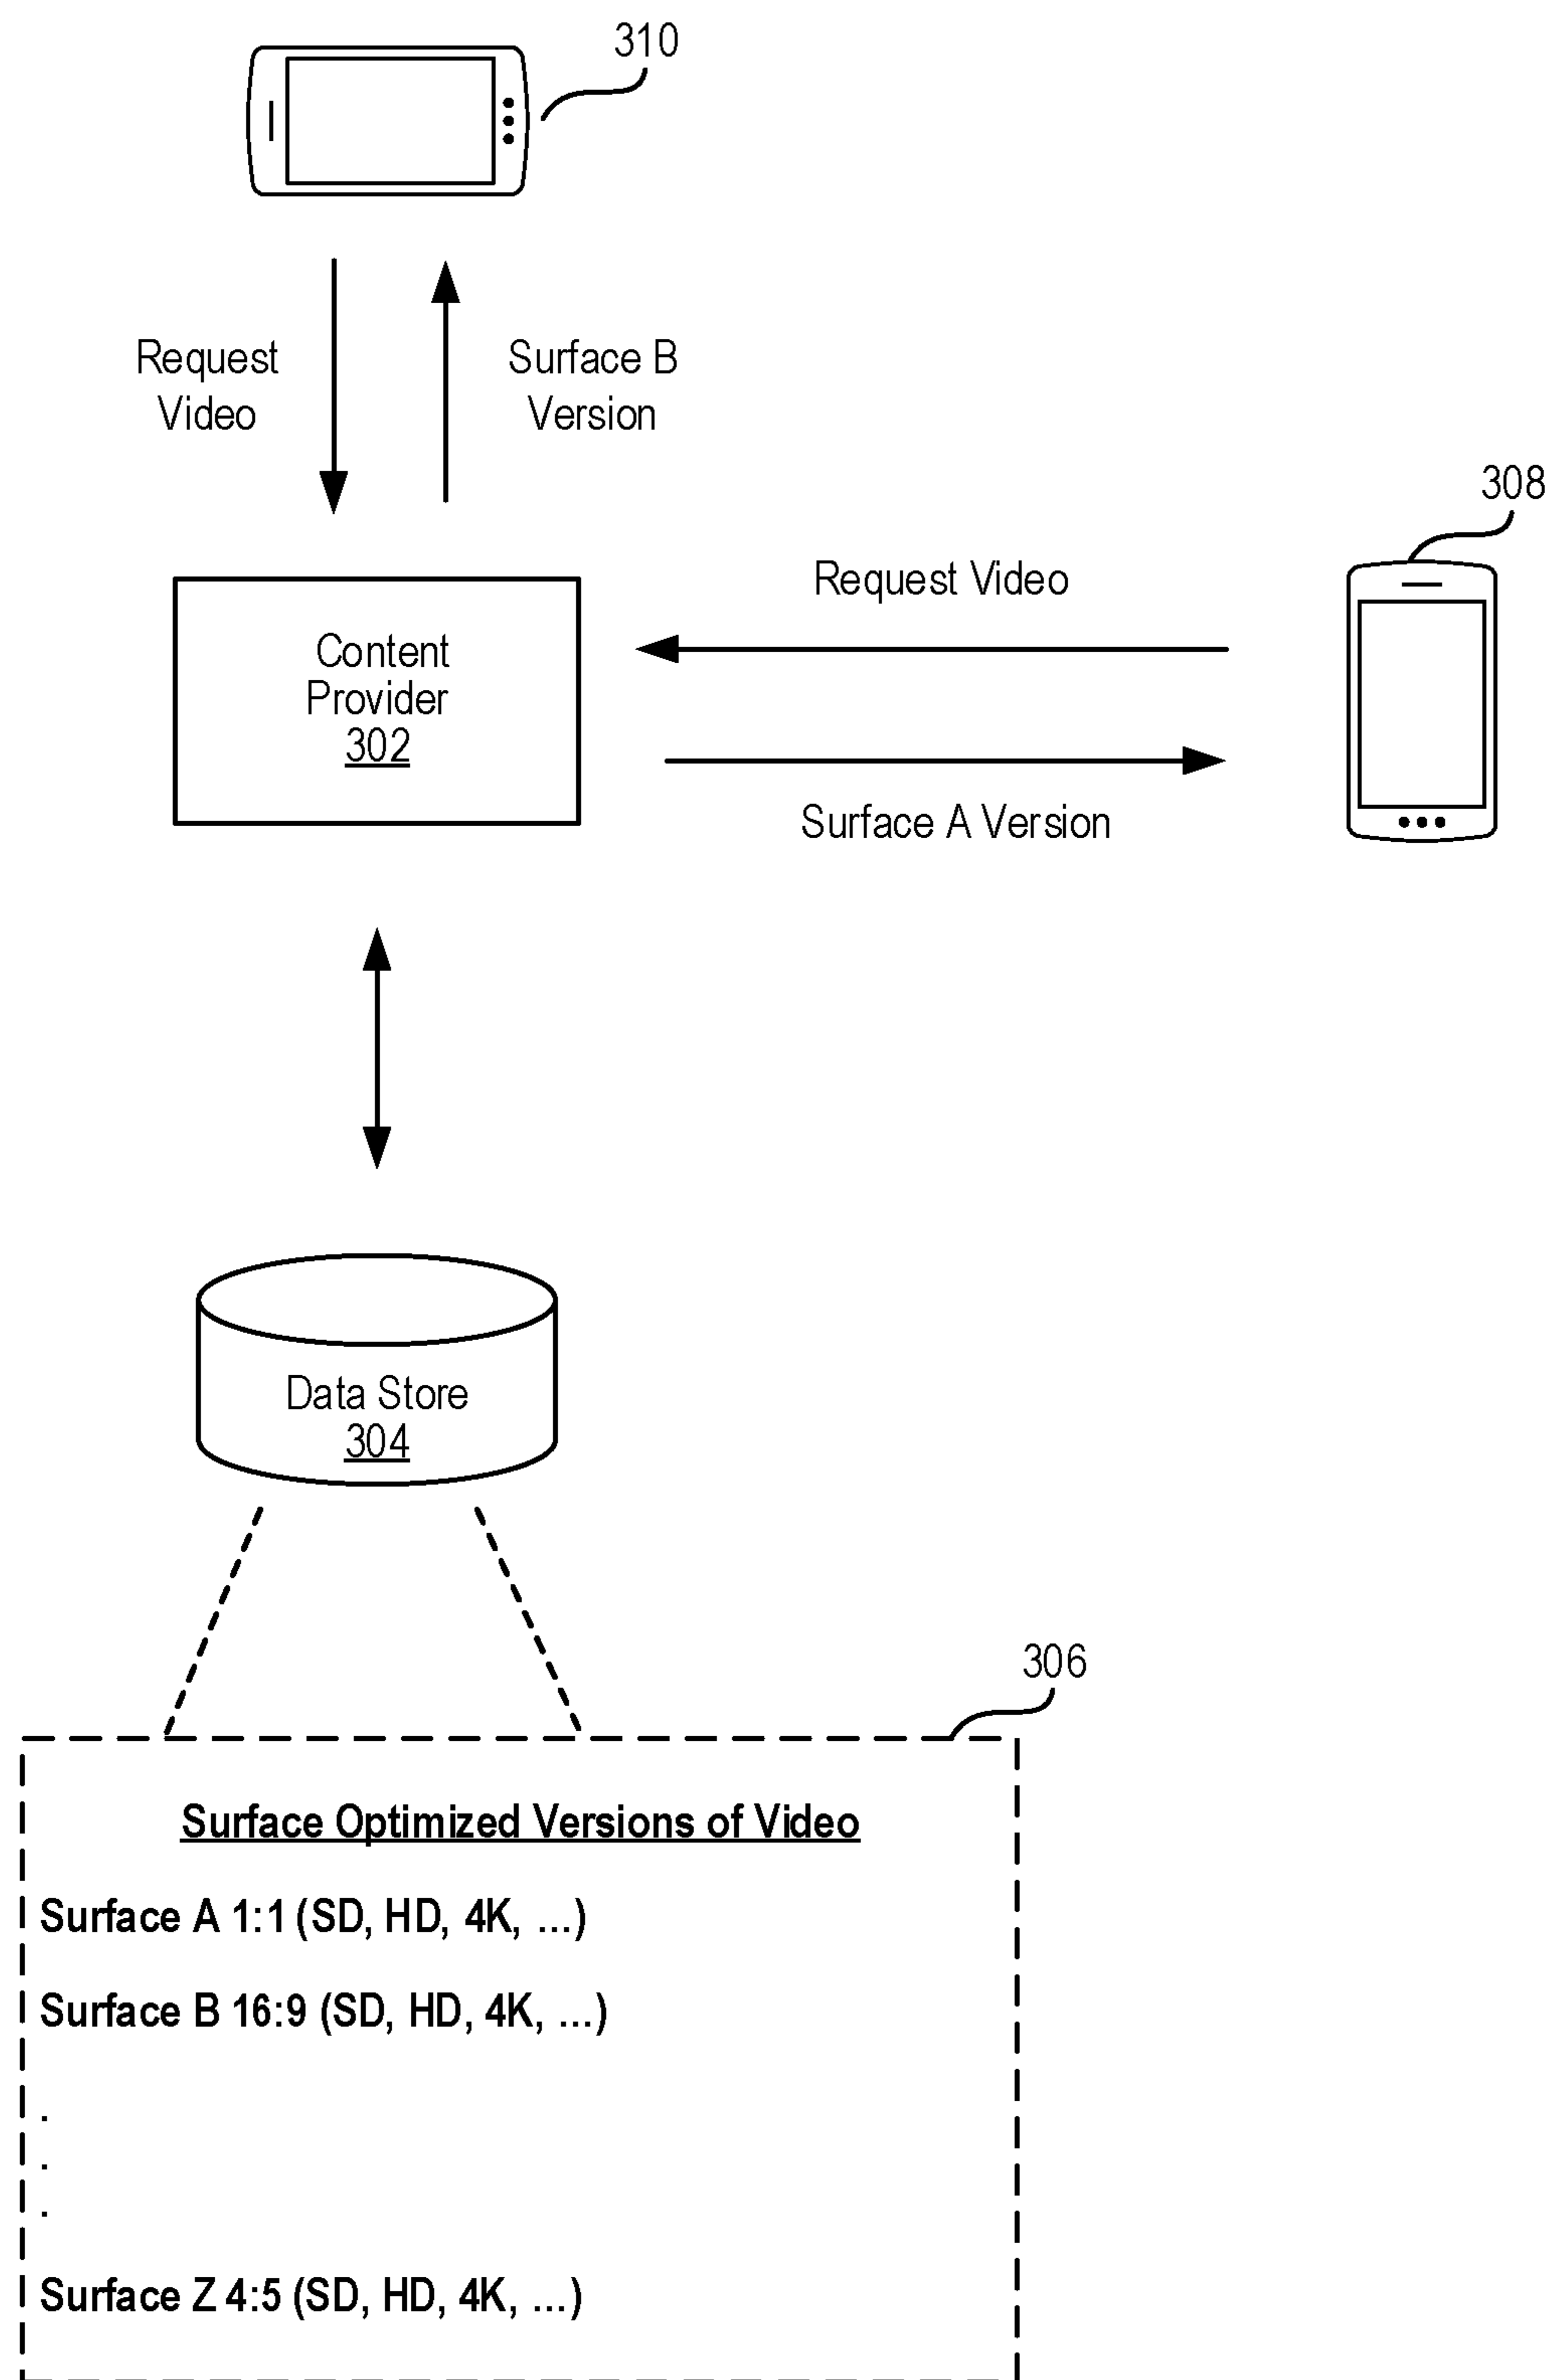 310
Request
Video
Surface B
Version
308
Request Video
Content
Provider
302
Surface A Version
Data Store
304
306
Surface Optimized Versions of Video
Surface A 1:1 (SD, HD, 4K, ...)
Surface B 16:9 (SD, HD, 4K, ...)
.
.
.
Surface Z 4:5 (SD, HD, 4K, ...)